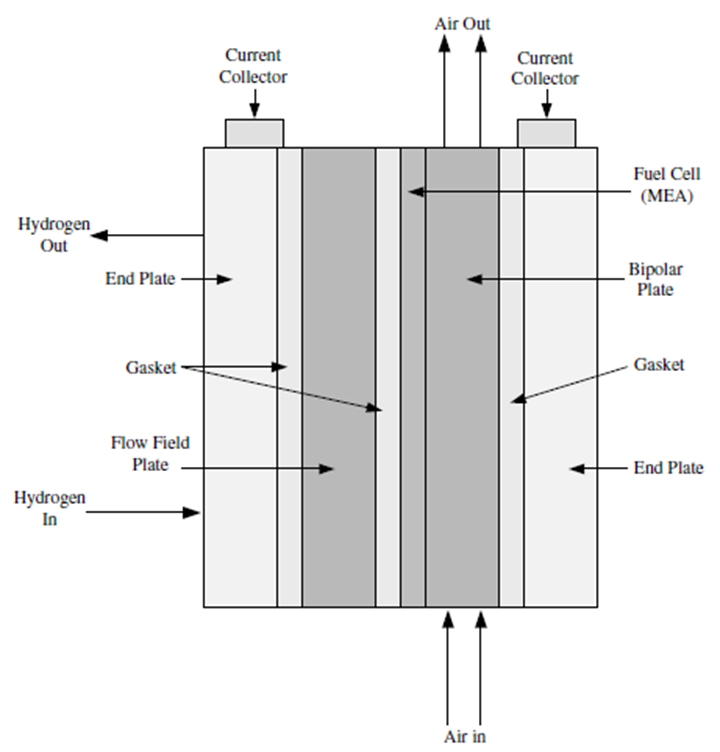 Air Out
Current
Collector
Current
Collector
Fuel Cell
(MEA)
Hydrogen
Out
End Plate
Bipolar
Plate
Gasket
Gasket
Flow Field
Plate
End Plate
Hydrogen
In
Air in